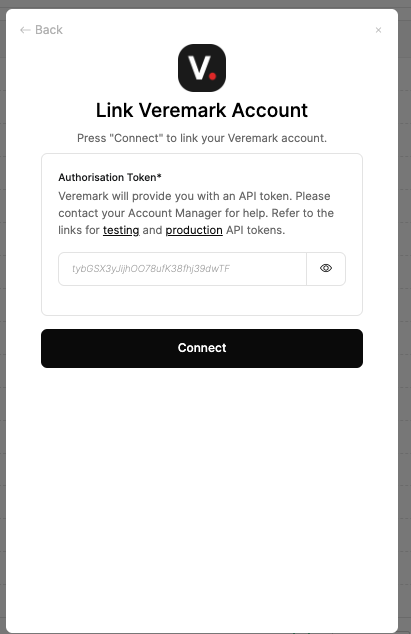 ← Back
×
V.
Link Veremark Account
Press "Connect" to link your Veremark account.
Authorisation Token*
Veremark will provide you with an API token. Please
contact your Account Manager for help. Refer to the
links for testing and production API tokens.
tybGSX3yJijhOO78ufK38fhj39dwTF
Connect